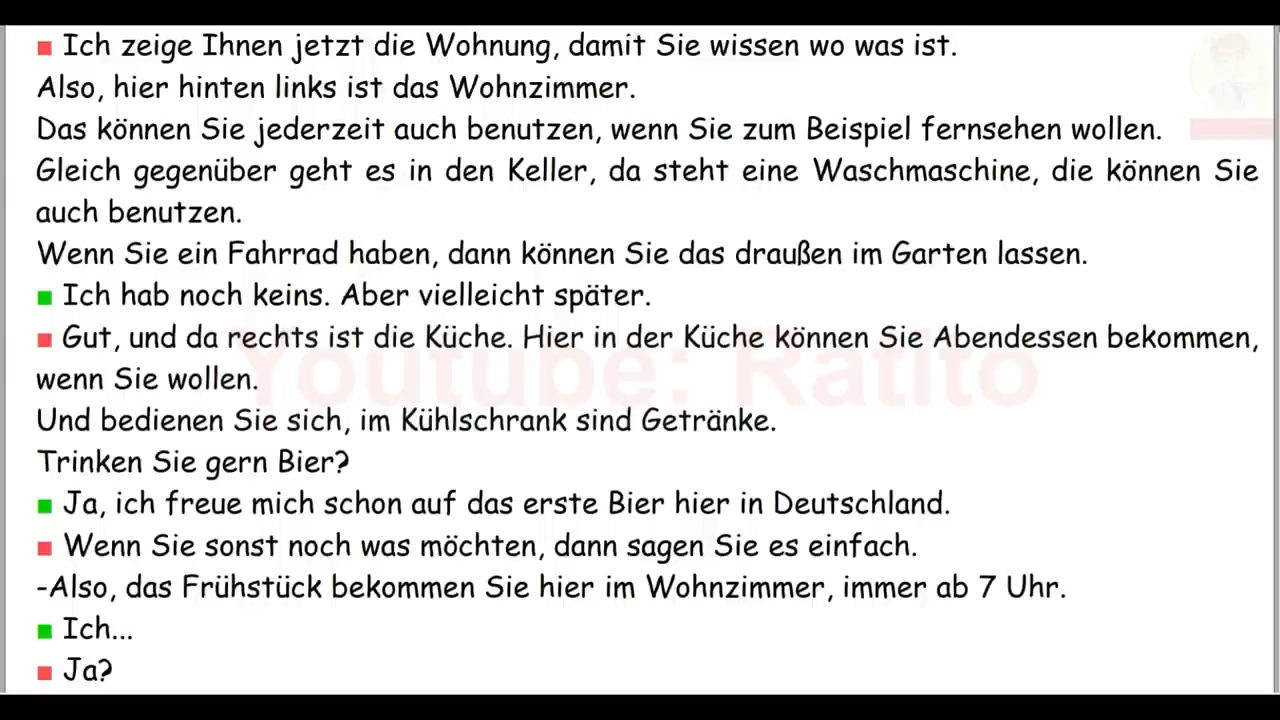 Ich zeige Ihnen jetzt die Wohnung, damit Sie wissen wo was ist.
Also, hier hinten links ist das Wohnzimmer.
Das können Sie jederzeit auch benutzen, wenn Sie zum Beispiel fernsehen wollen.
Gleich gegenüber geht es in den Keller, da steht eine Waschmaschine, die können Sie
auch benutzen.
Wenn Sie ein Fahrrad haben, dann können Sie das draußen im Garten lassen.
Ich hab noch keins. Aber vielleicht später.
Gut, und da rechts ist die Küche. Hier in der Küche können Sie Abendessen bekommen,
wenn Sie wollen.
Youtube: Ratito
Und bedienen Sie sich, im Kühlschrank sind Getränke.
Trinken Sie gern Bier?
Ja, ich freue mich schon auf das erste Bier hier in Deutschland.
Wenn Sie sonst noch was möchten, dann sagen Sie es einfach.
-Also, das Frühstück bekommen Sie hier im Wohnzimmer, immer ab 7 Uhr.
Ich...
Ja?